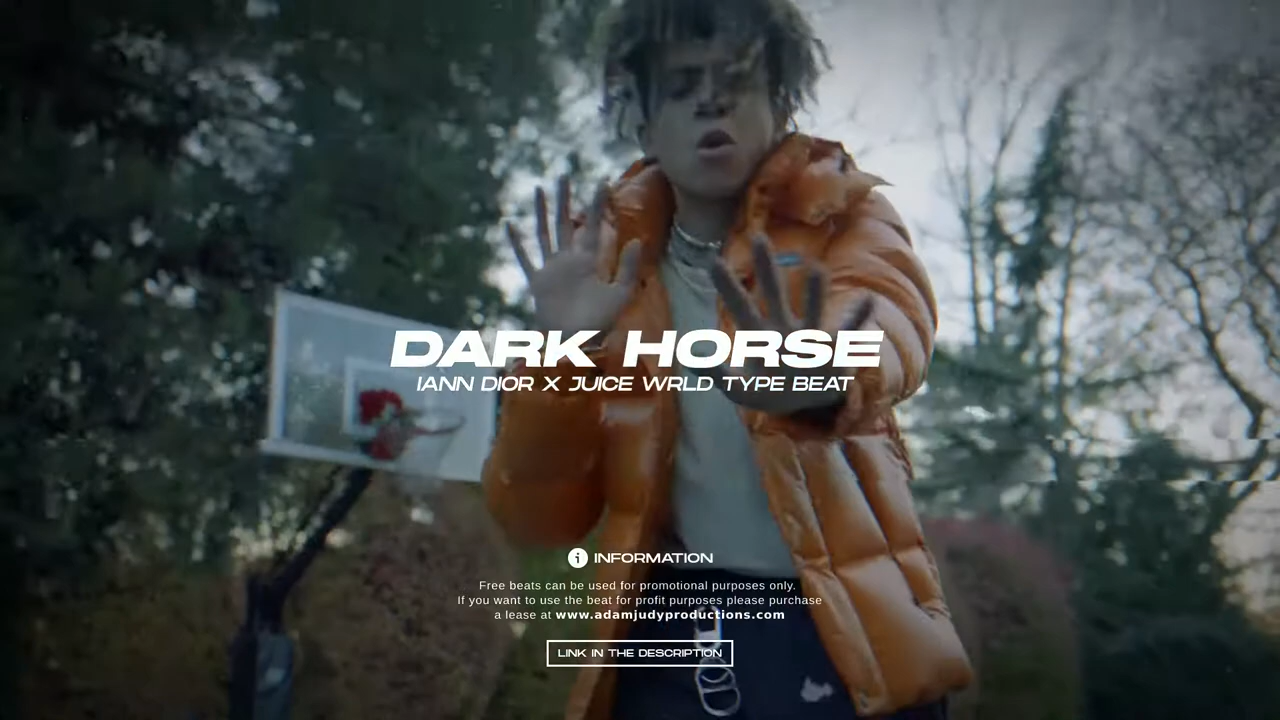 DARK HORSE
IANN DIOR X JUICE WRLD TYPE BEAT
i INFORMATION
Free beats can be used for promotional purposes only.
If you want to use the beat for profit purposes please purchase
a lease at www.adamjudyproductions.com
LINK IN THE DESCRIPTION